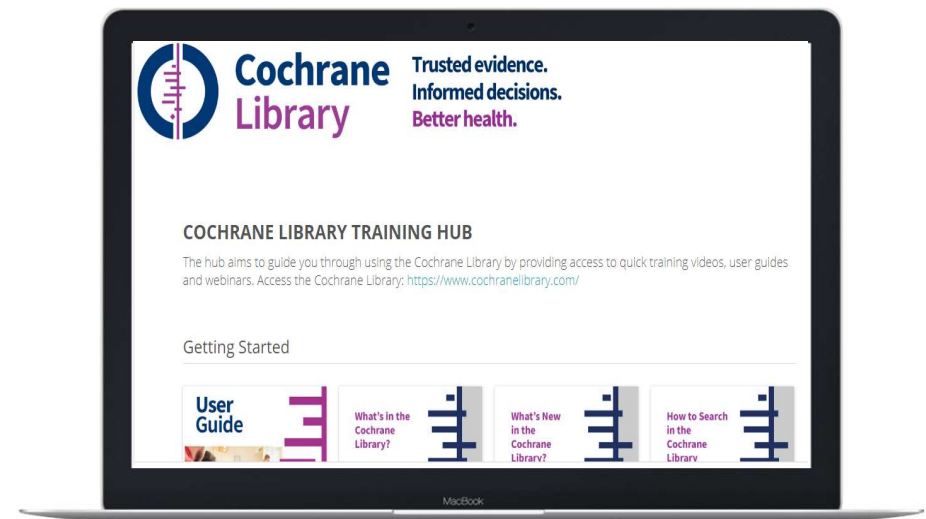 Cochrane
Library
Trusted evidence.
Informed decisions.
Better health.
COCHRANE LIBRARY TRAINING HUB
The hub aims to guide you through using the Cochrane Library by providing access to quick training videos, user guides
and webinars. Access the Cochrane Library: https://www.cochranelibrary.com/
Getting Started
User
Guide
What's in the
Cochrane
Library?
What's New
in the
Cochrane
Library?
How to Search
in the
Cochrane
Library
MacBook